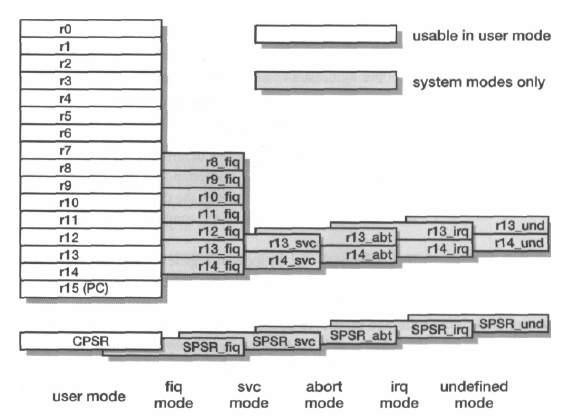 r0
usable in user mode
r1
r2
r3
system modes only
r4
r5
r6
r7
r8_fiq
r8
r9_fiq
r9
r10_fiq
r10
r11_fiq
r11
r12_fiq
r13_und
r12
r13_svc
r13_abt
r13_irq
r13
r13_fiq
r14_svc
r14_abt
r14_irq
r14_und
r14
r14_fiq
r15 (PC)
CPSR
SPSR_fiq
SPSR_svc
SPSR_abt
SPSR_irq
SPSR_und
user mode
fiq
mode
svc
mode
abort
mode
irq
mode
undefined
mode